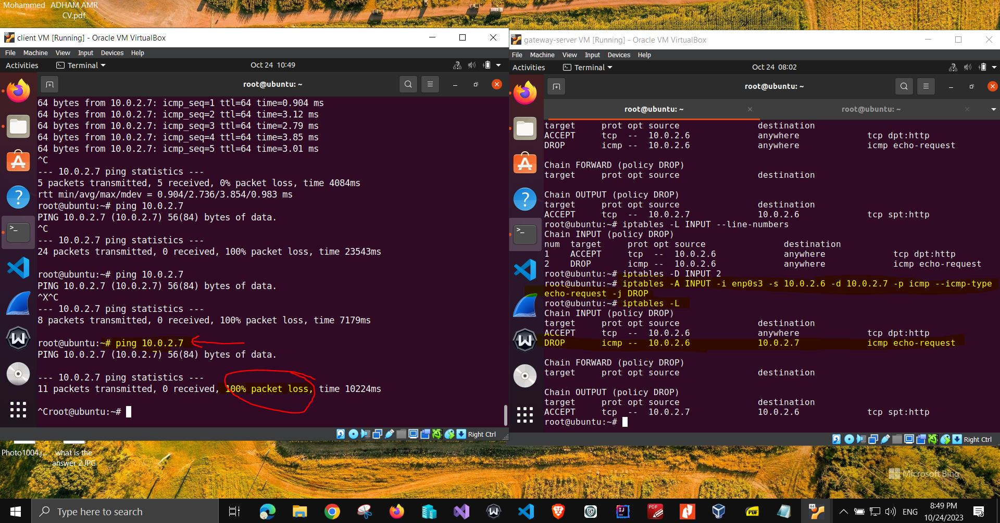 Mohammed ADHAM AMR
CV.pdf
client VM [Running] - Oracle VM VirtualBox
File Machine View Input Devices Help
Activities Terminal Oct 24 10:49
root@ubuntu: ~
64 bytes from 10.0.2.7: icmp_seq=1 ttl=64 time=0.904 ms
64 bytes from 10.0.2.7: icmp_seq=2 ttl=64 time=3.12 ms
64 bytes from 10.0.2.7: icmp_seq=3 ttl=64 time=2.79 ms
64 bytes from 10.0.2.7: icmp_seq=4 ttl=64 time=3.85 ms
64 bytes from 10.0.2.7: icmp_seq=5 ttl=64 time=3.01 ms
^C
--- 10.0.2.7 ping statistics ---
5 packets transmitted, 5 received, 0% packet loss, time 4084ms
rtt min/avg/max/mdev = 0.904/2.736/3.854/0.983 ms
root@ubuntu:~# ping 10.0.2.7
PING 10.0.2.7 (10.0.2.7) 56(84) bytes of data.
^C
--- 10.0.2.7 ping statistics ---
24 packets transmitted, 0 received, 100% packet loss, time 23543ms
root@ubuntu:~# ping 10.0.2.7
PING 10.0.2.7 (10.0.2.7) 56(84) bytes of data.
^X^C
--- 10.0.2.7 ping statistics ---
8 packets transmitted, 0 received, 100% packet loss, time 7179ms
root@ubuntu:~# ping 10.0.2.7
PING 10.0.2.7 (10.0.2.7) 56(84) bytes of data.
--- 10.0.2.7 ping statistics ---
11 packets transmitted, 0 received, 100% packet loss, time 10224ms
^Croot@ubuntu:~#
Right Ctrl
gateway-server VM [Running] - Oracle VM VirtualBox
File Machine View Input Devices Help
Activities Terminal Oct 24 08:02
root@ubuntu: ~
root@ubuntu: ~ root@ubuntu: ~
target prot opt source destination
ACCEPT tcp -- 10.0.2.6 anywhere tcp dpt:http
DROP icmp -- 10.0.2.6 anywhere icmp echo-request
Chain FORWARD (policy DROP)
target prot opt source destination
Chain OUTPUT (policy DROP)
target prot opt source destination
ACCEPT tcp -- 10.0.2.7 10.0.2.6 tcp spt:http
root@ubuntu:~# iptables -L INPUT --line-numbers
Chain INPUT (policy DROP)
num target prot opt source destination
1 ACCEPT tcp -- 10.0.2.6 anywhere tcp dpt:http
2 DROP icmp -- 10.0.2.6 anywhere icmp echo-request
root@ubuntu:~# iptables -D INPUT 2
root@ubuntu:~# iptables -A INPUT -i enp0s3 -s 10.0.2.6 -d 10.0.2.7 -p icmp --icmp-type
echo-request -j DROP
root@ubuntu:~# iptables -L
Chain INPUT (policy DROP)
target prot opt source destination
ACCEPT tcp -- 10.0.2.6 anywhere tcp dpt:http
DROP icmp -- 10.0.2.6 10.0.2.7 icmp echo-request
Chain FORWARD (policy DROP)
target prot opt source destination
Chain OUTPUT (policy DROP)
target prot opt source destination
ACCEPT tcp -- 10.0.2.7 10.0.2.6 tcp spt:http
root@ubuntu:~#
Right Ctrl
Photo1004.j... what is the
answer 2.JPG
Microsoft Bing
Type here to search
PDF
PDF
64
ENG
8:49 PM
10/24/2023